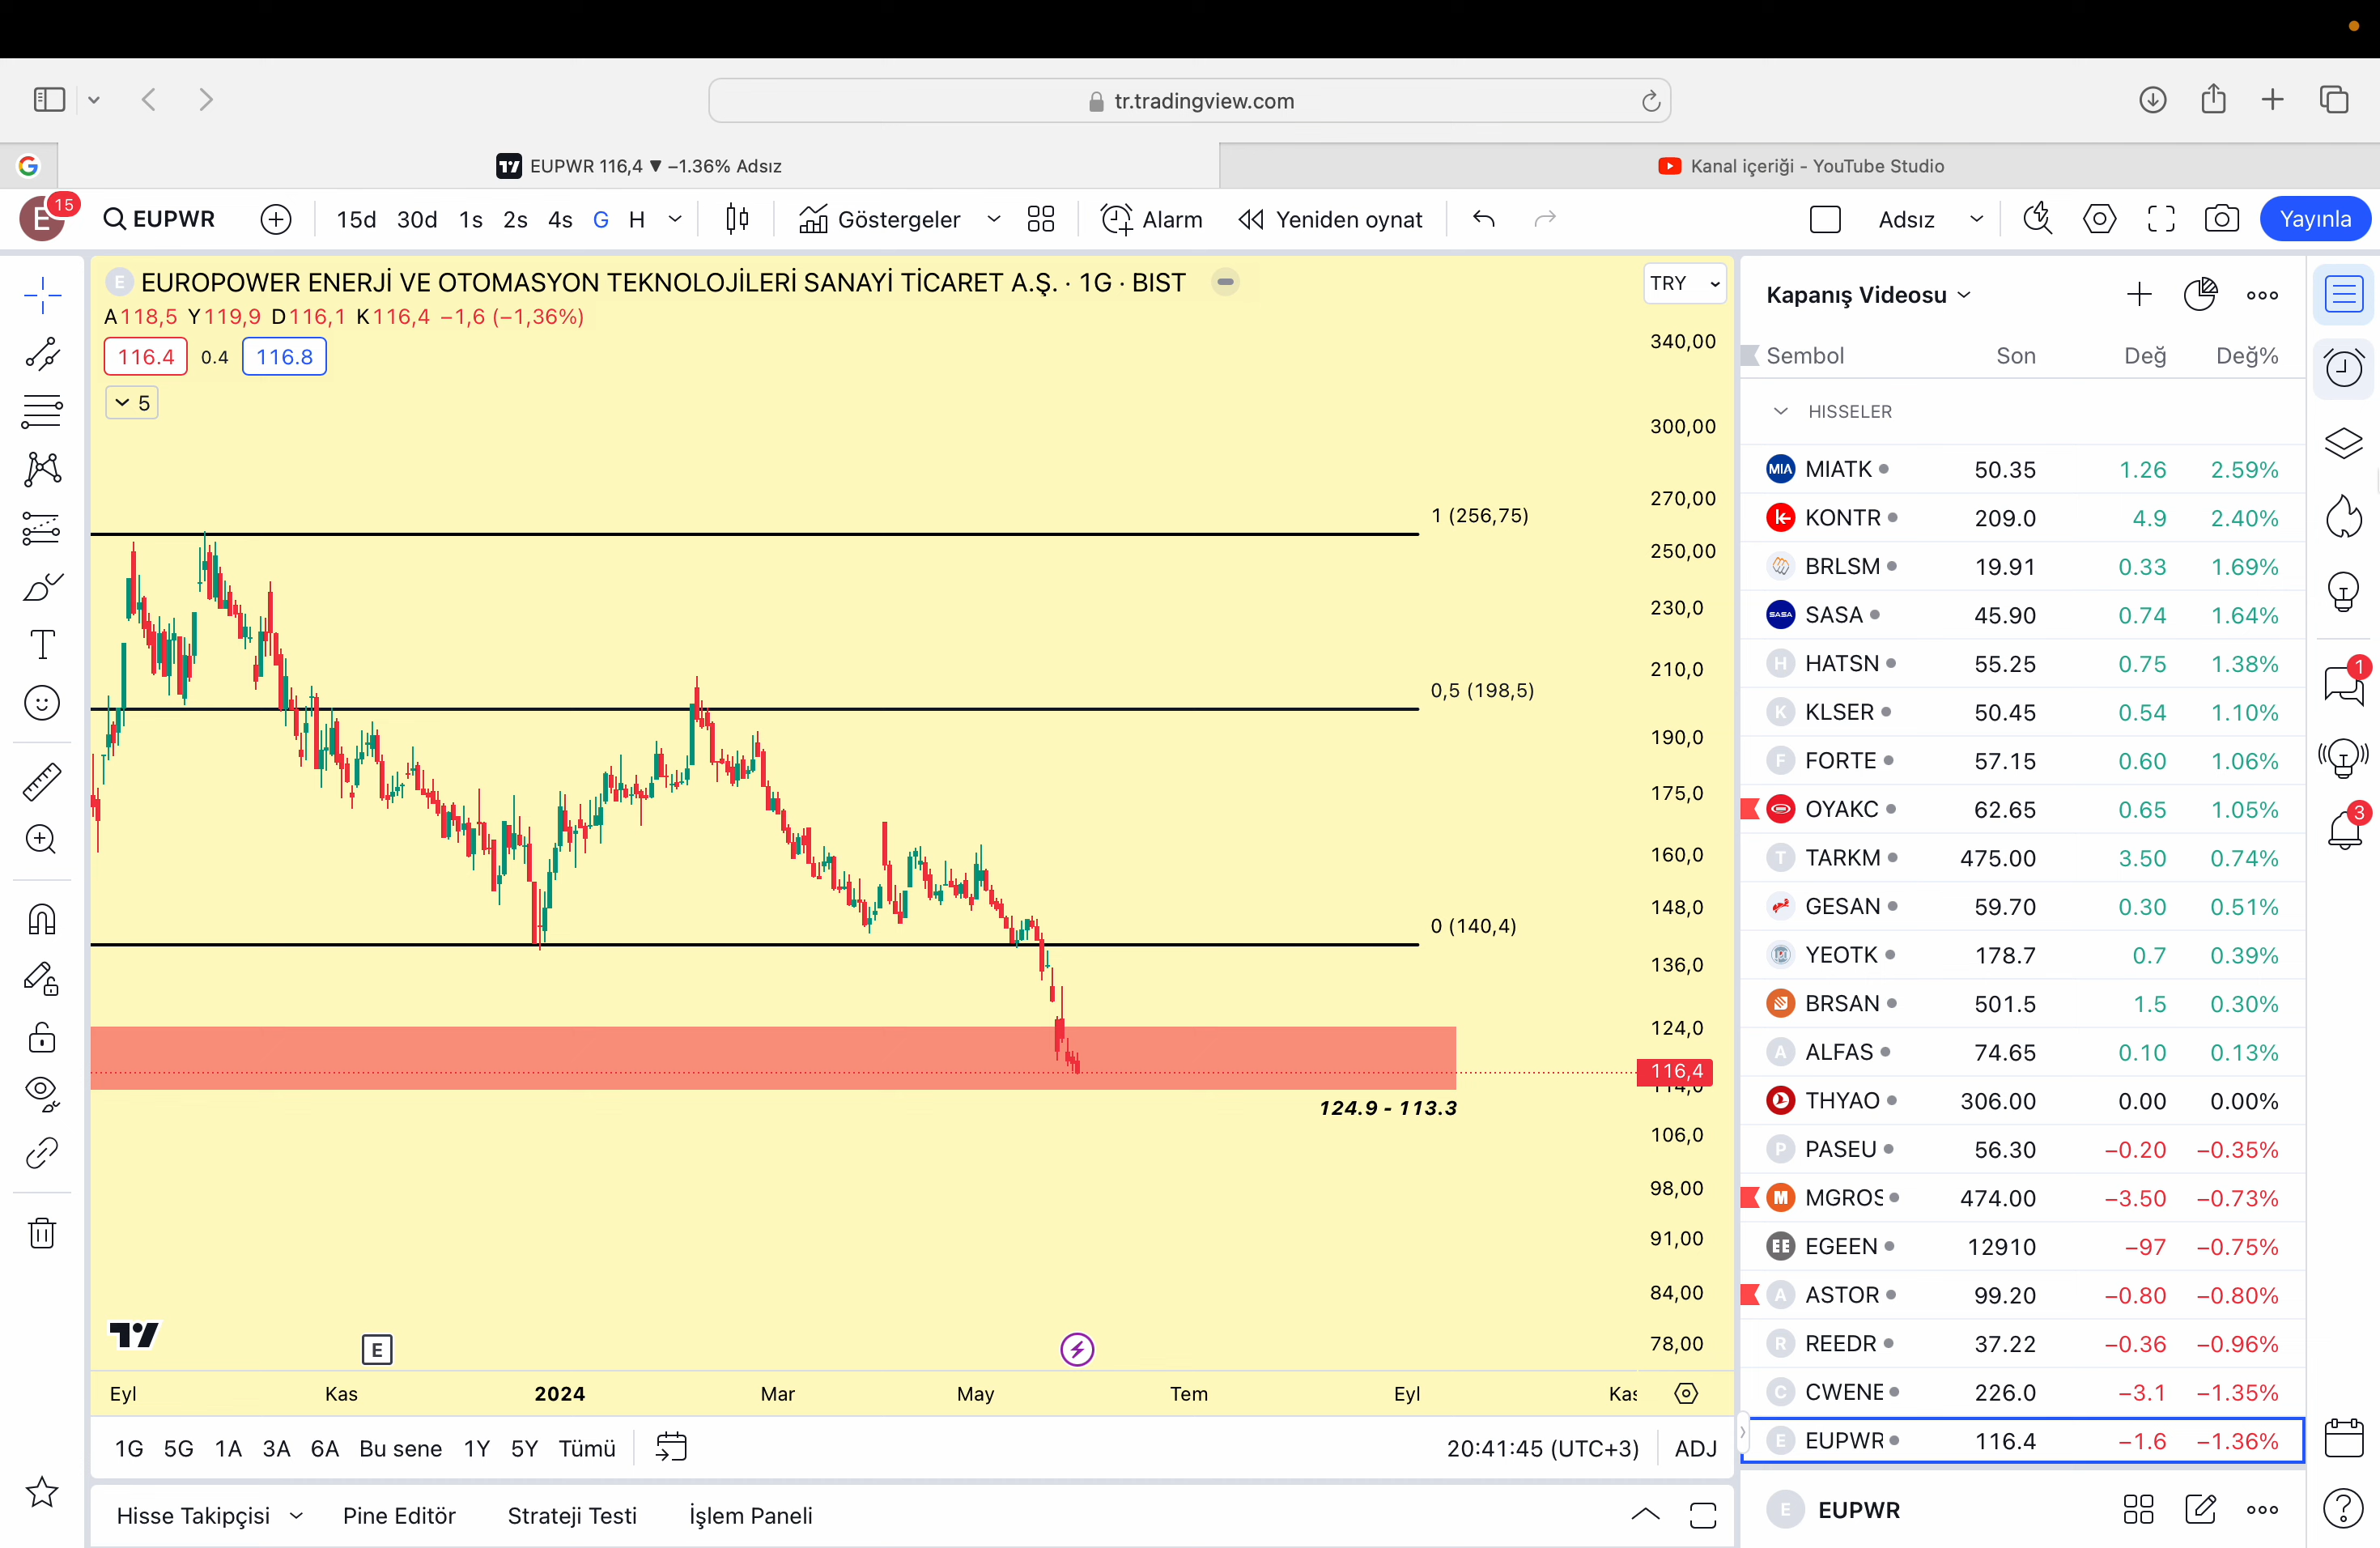 tr.tradingview.com
EUPWR 116,4 ▼ −1.36% Adsız
Kanal içeriği - YouTube Studio
E 15
EUPWR 15d 30d 1s 2s 4s G H Göstergeler Alarm Yeniden oynat Adsız Yayınla
E EUROPOWER ENERJİ VE OTOMASYON TEKNOLOJİLERİ SANAYİ TİCARET A.Ş. · 1G · BIST
A118,5 Y119,9 D116,1 K116,4 −1,6 (−1,36%)
116.4 0.4 116.8
5
TRY
340,00
300,00
270,00
250,00
230,0
210,0
190,0
175,0
160,0
148,0
136,0
124,0
116,4
114,0
106,0
98,00
91,00
84,00
78,00
1 (256,75)
0,5 (198,5)
0 (140,4)
124.9 - 113.3
E
Eyl Kas 2024 Mar May Tem Eyl Kas
1G 5G 1A 3A 6A Bu sene 1Y 5Y Tümü
20:41:45 (UTC+3) ADJ
Hisse Takipçisi Pine Editör Strateji Testi İşlem Paneli
Kapanış Videosu
Sembol Son Değ Değ%
HISSELER
MIA MIATK 50.35 1.26 2.59%
KONTR 209.0 4.9 2.40%
BRLSM 19.91 0.33 1.69%
SASA SASA 45.90 0.74 1.64%
H HATSN 55.25 0.75 1.38%
K KLSER 50.45 0.54 1.10%
F FORTE 57.15 0.60 1.06%
OYAKC 62.65 0.65 1.05%
T TARKM 475.00 3.50 0.74%
GESAN 59.70 0.30 0.51%
YEOTK 178.7 0.7 0.39%
BRSAN 501.5 1.5 0.30%
A ALFAS 74.65 0.10 0.13%
THYAO 306.00 0.00 0.00%
P PASEU 56.30 −0.20 −0.35%
M MGROS 474.00 −3.50 −0.73%
EE EGEEN 12910 −97 −0.75%
A ASTOR 99.20 −0.80 −0.80%
R REEDR 37.22 −0.36 −0.96%
C CWENE 226.0 −3.1 −1.35%
E EUPWR 116.4 −1.6 −1.36%
E EUPWR
1
3